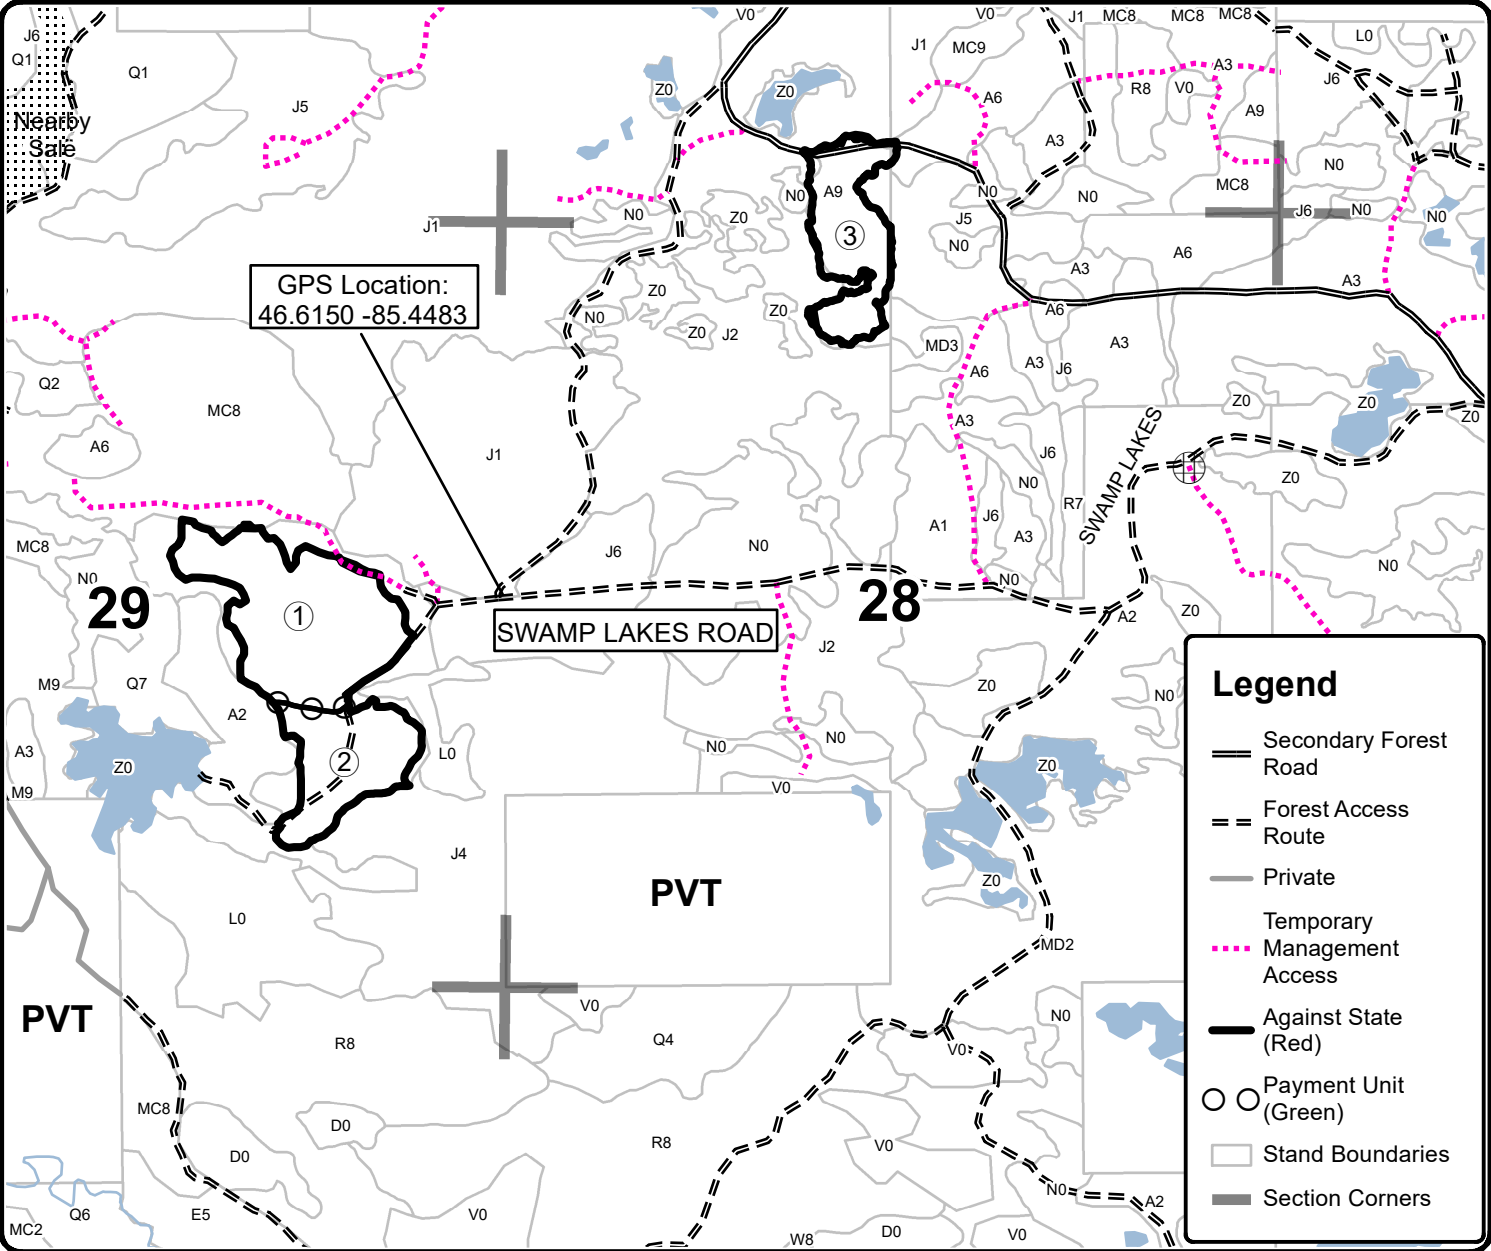 V0
V0
J1
MC8
MC8
MC8
J6
Q1
Q1
J5
Nearby
Sale
Z0
Z0
J1
MC9
A6
A3
R8
V0
A3
A9
J6
L0
N0
A9
N0
N0
J5
N0
N0
MC8
J6
N0
N0
J1
N0
Z0
3
A6
A3
A3
GPS Location:
46.6150 -85.4483
Z0
N0
Z0
J2
Z0
A6
MD3
A6
A3
J6
A3
Q2
MC8
A6
J1
A3
J6
N0
R7
SWAMP LAKES
Z0
Z0
Z0
Z0
MC8
N0
29
1
J6
N0
A1
J6
A3
N0
N0
28
SWAMP LAKES ROAD
A2
Z0
J2
M9
Q7
A2
Z0
N0
A3
Z0
M9
2
L0
N0
N0
V0
Z0
Z0
J4
PVT
L0
MD2
PVT
R8
V0
Q4
N0
V0
MC8
D0
D0
R8
V0
Q6
E5
MC2
V0
W8
D0
V0
N0
A2
Legend
Secondary Forest
Road
Forest Access
Route
Private
Temporary
Management
Access
Against State
(Red)
Payment Unit
(Green)
Stand Boundaries
Section Corners